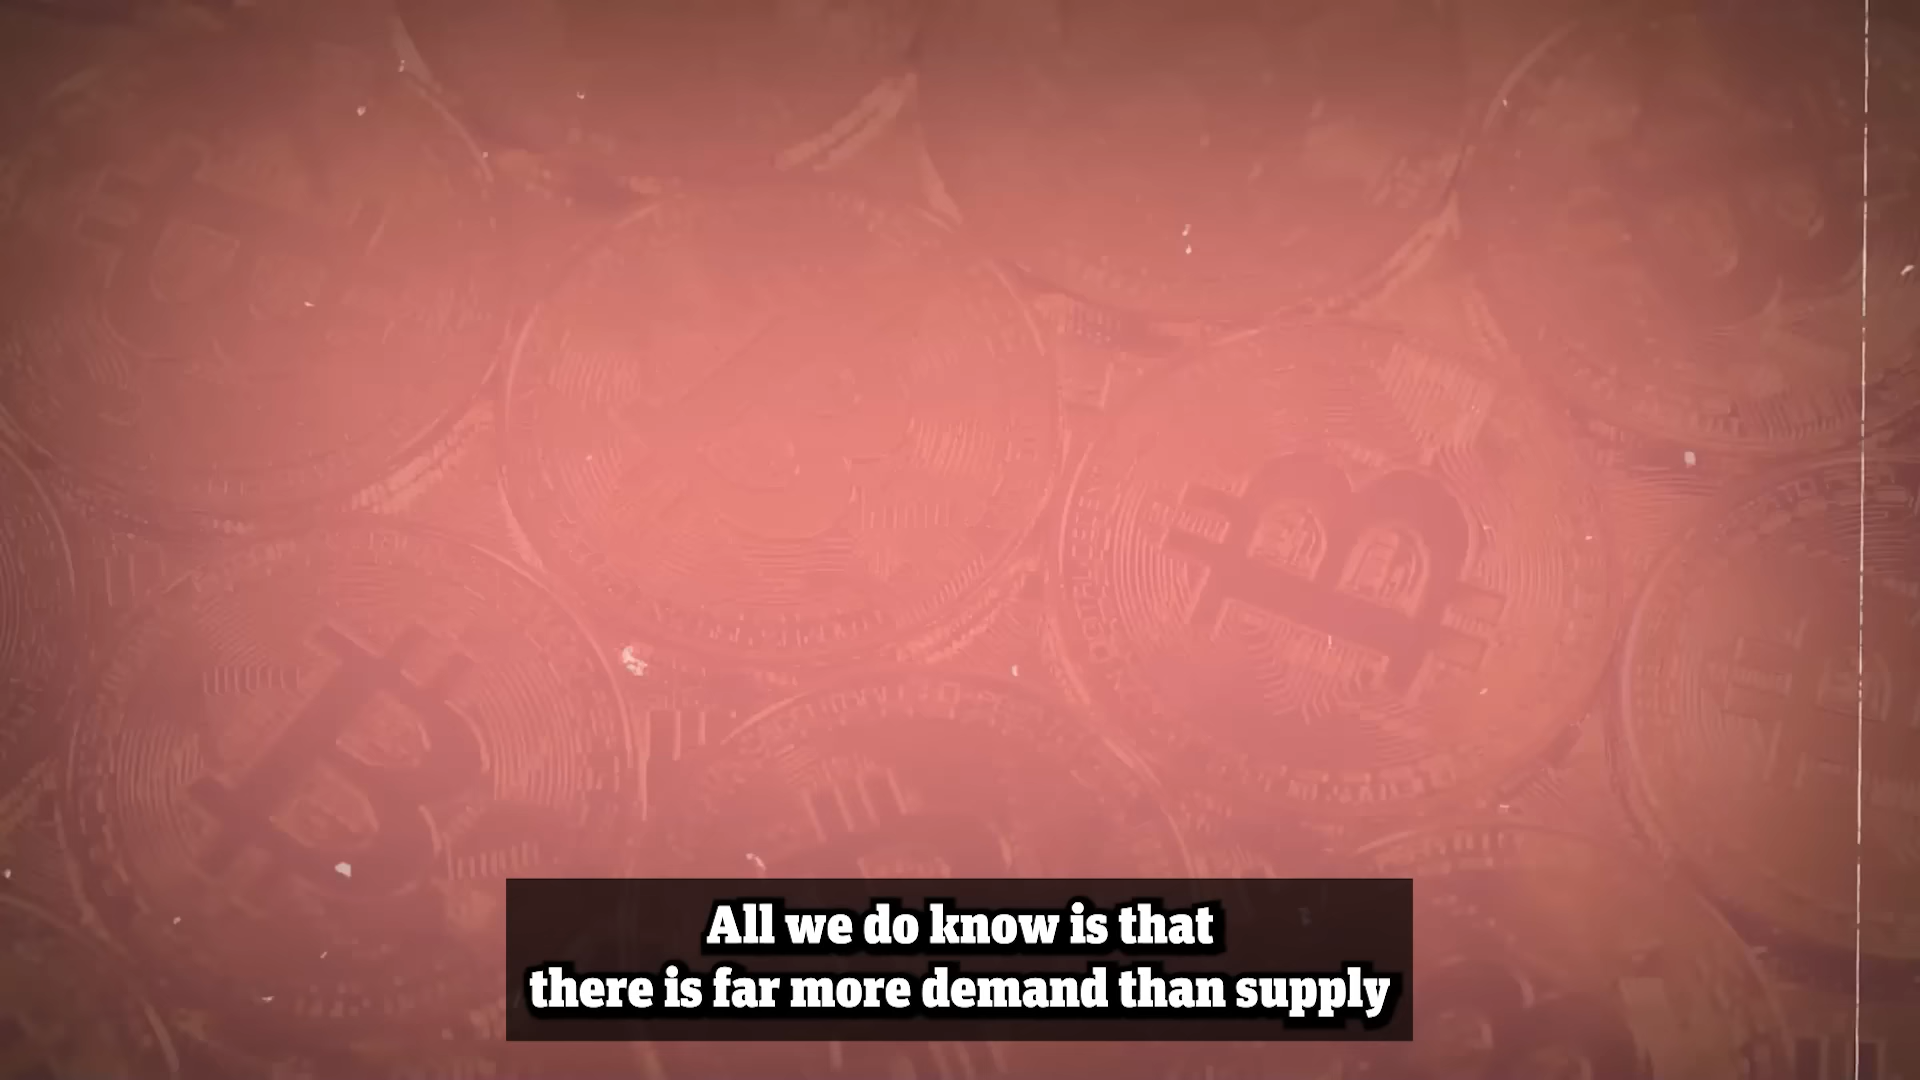 All we do know is that
there is far more demand than supply